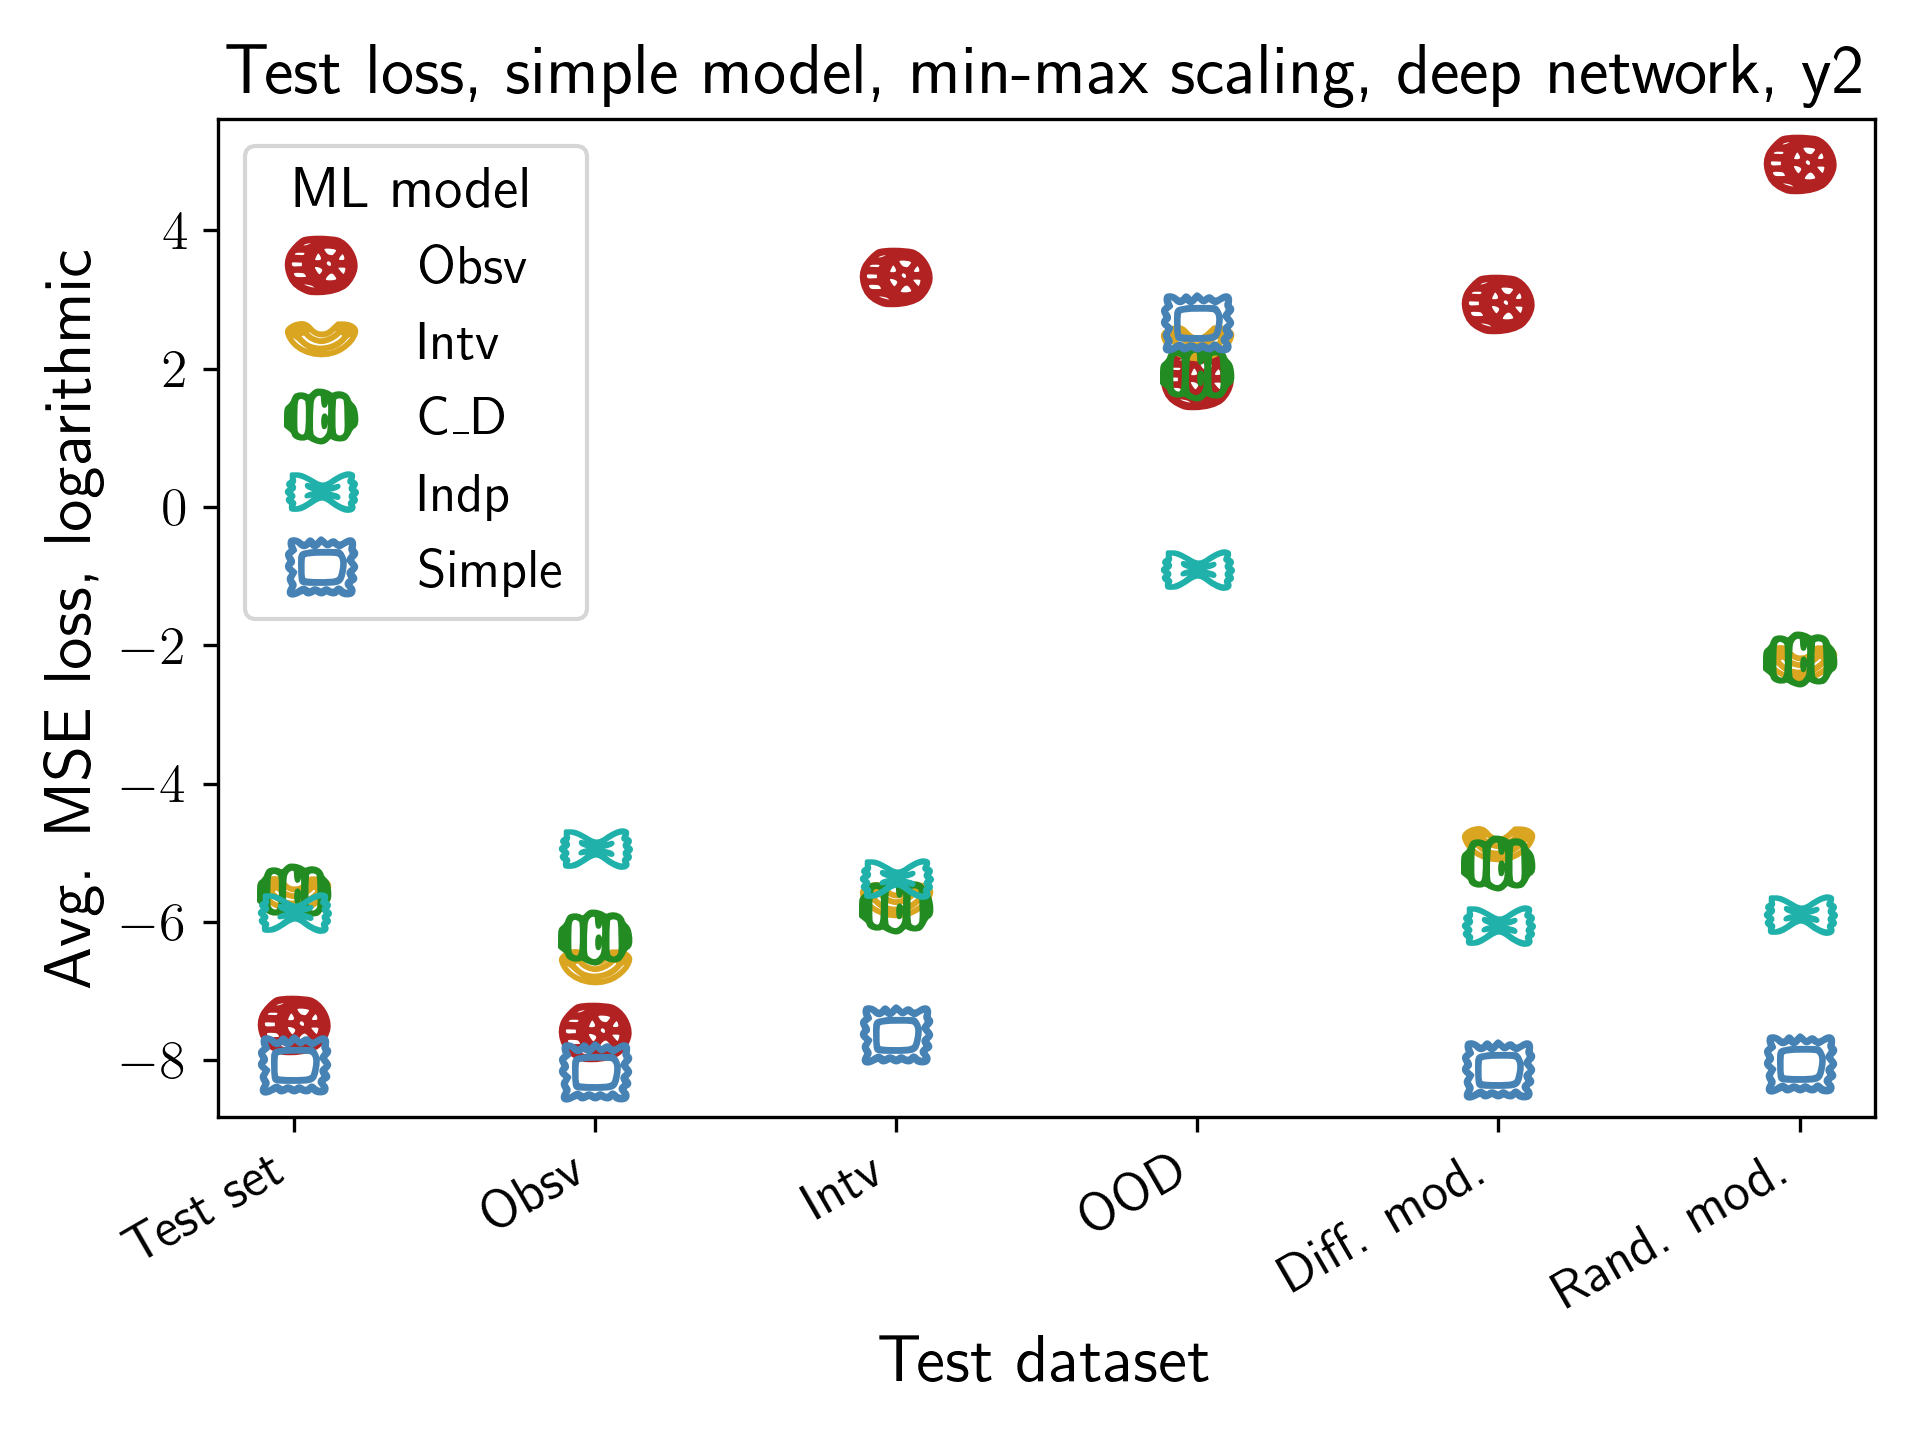 Test loss, simple model, min-max scaling, deep network, y2
Avg. MSE loss, logarithmic
4
2
0
−2
−4
−6
−8
ML model
Obsv
Intv
C_D
Indp
Simple
Test set
Obsv
Intv
OOD
Diff. mod.
Rand. mod.
Test dataset